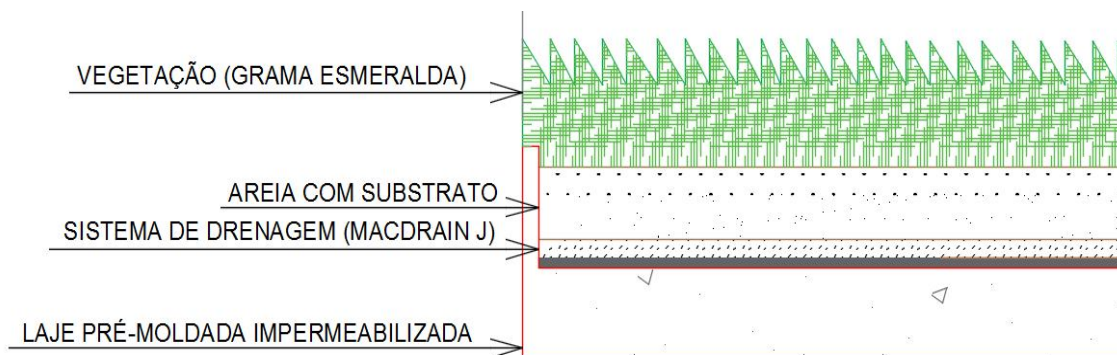 VEGETAÇÃO (GRAMA ESMERALDA)
AREIA COM SUBSTRATO
SISTEMA DE DRENAGEM (MACDRAIN J)
LAJE PRÉ-MOLDADA IMPERMEABILIZADA